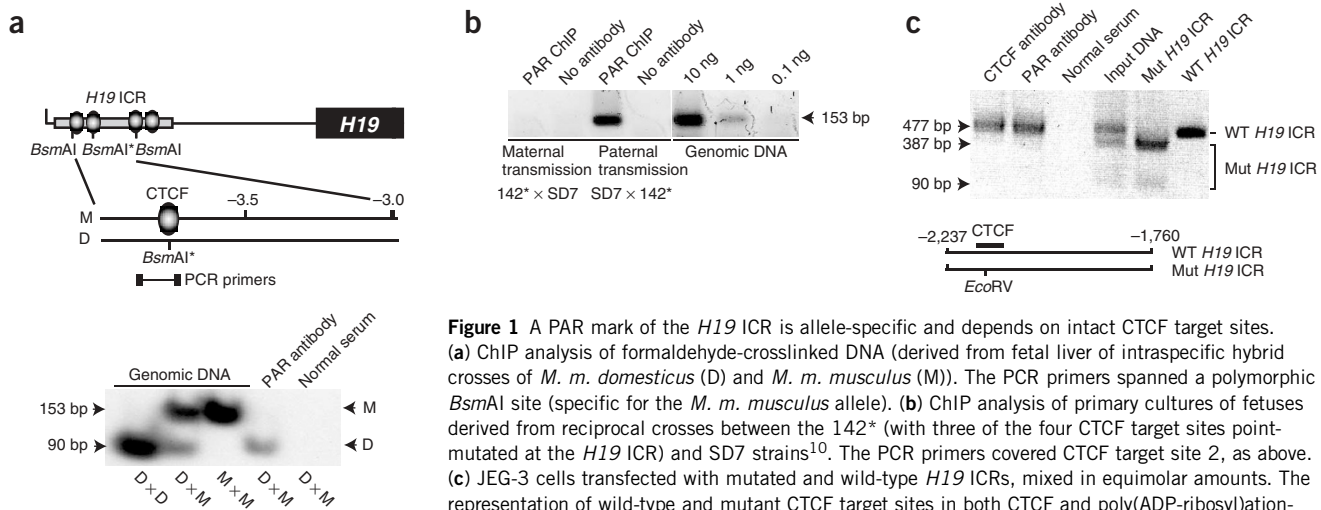 a
H19 ICR
H19
BsmAI BsmAI* BsmAI
CTCF
–3.5
–3.0
M
D
BsmAI*
PCR primers
Genomic DNA
PAR antibody
Normal serum
153 bp
M
90 bp
D
D × D
D × M
M × M
D × M
D × M
b
PAR ChIP
No antibody
PAR ChIP
No antibody
10 ng
1 ng
0.1 ng
153 bp
Maternal transmission
Paternal transmission
Genomic DNA
142* × SD7
SD7 × 142*
c
CTCF antibody
PAR antibody
Normal serum
Input DNA
Mut H19 ICR
WT H19 ICR
477 bp
387 bp
90 bp
WT H19 ICR
Mut H19 ICR
–2,237
CTCF
–1,760
WT H19 ICR
Mut H19 ICR
EcoRV
Figure 1 A PAR mark of the H19 ICR is allele-specific and depends on intact CTCF target sites.
(a) ChIP analysis of formaldehyde-crosslinked DNA (derived from fetal liver of intraspecific hybrid
crosses of M. m. domesticus (D) and M. m. musculus (M)). The PCR primers spanned a polymorphic
BsmAI site (specific for the M. m. musculus allele). (b) ChIP analysis of primary cultures of fetuses
derived from reciprocal crosses between the 142* (with three of the four CTCF target sites point-
mutated at the H19 ICR) and SD7 strains10. The PCR primers covered CTCF target site 2, as above.
(c) JEG-3 cells transfected with mutated and wild-type H19 ICRs, mixed in equimolar amounts. The
representation of wild-type and mutant CTCF target sites in both CTCF and poly(ADP-ribosyl)ation-